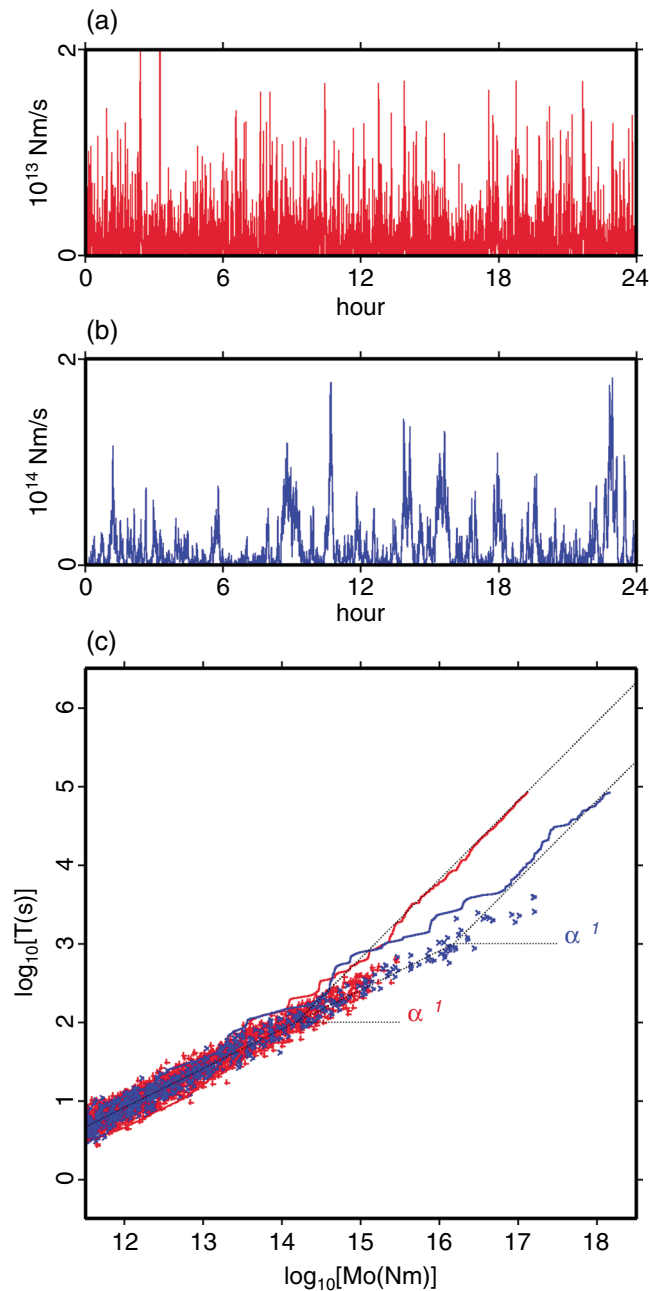 (a)
2
10¹³ Nm/s
0
0 6 12 18 24
hour
(b)
2
10¹⁴ Nm/s
0
0 6 12 18 24
hour
(c)
6
5
4
log₁₀[T(s)]
3
α ¹
2
α ¹
1
0
12 13 14 15 16 17 18
log₁₀[Mo(Nm)]